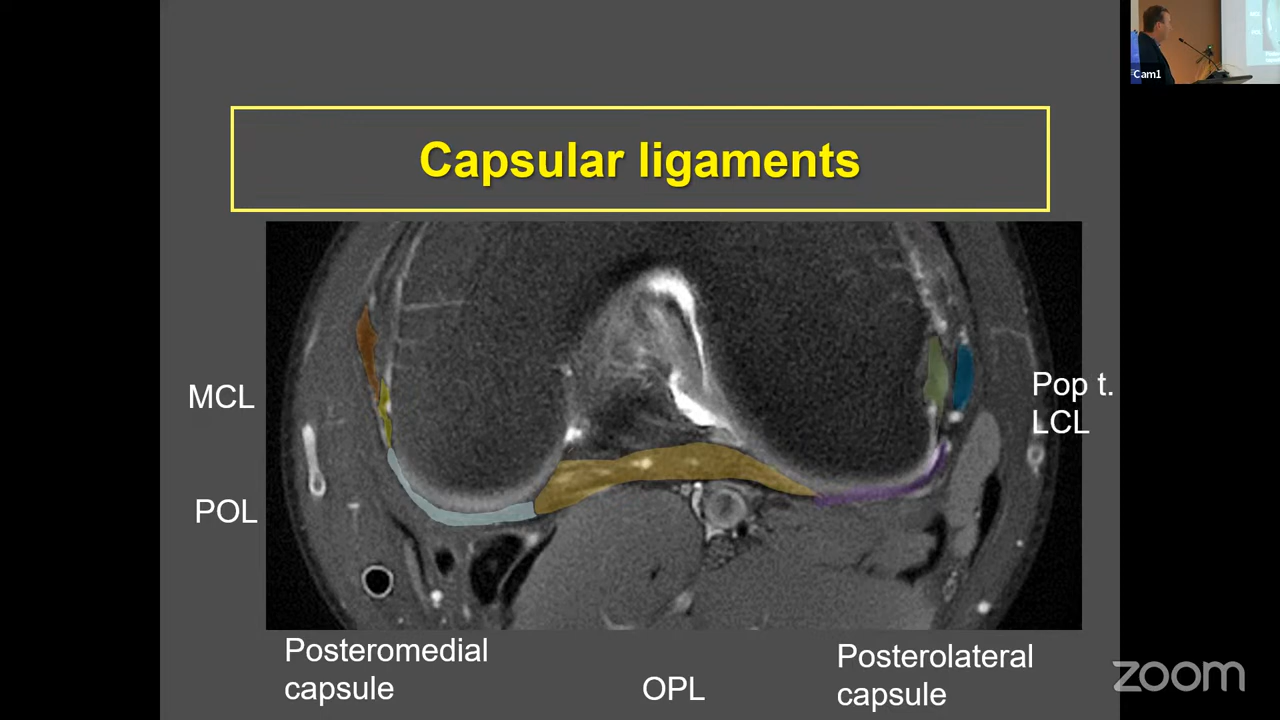 Cam1
Capsular ligaments
MCL
Pop t.
LCL
POL
Posteromedial
capsule
OPL
Posterolateral
capsule
zoom